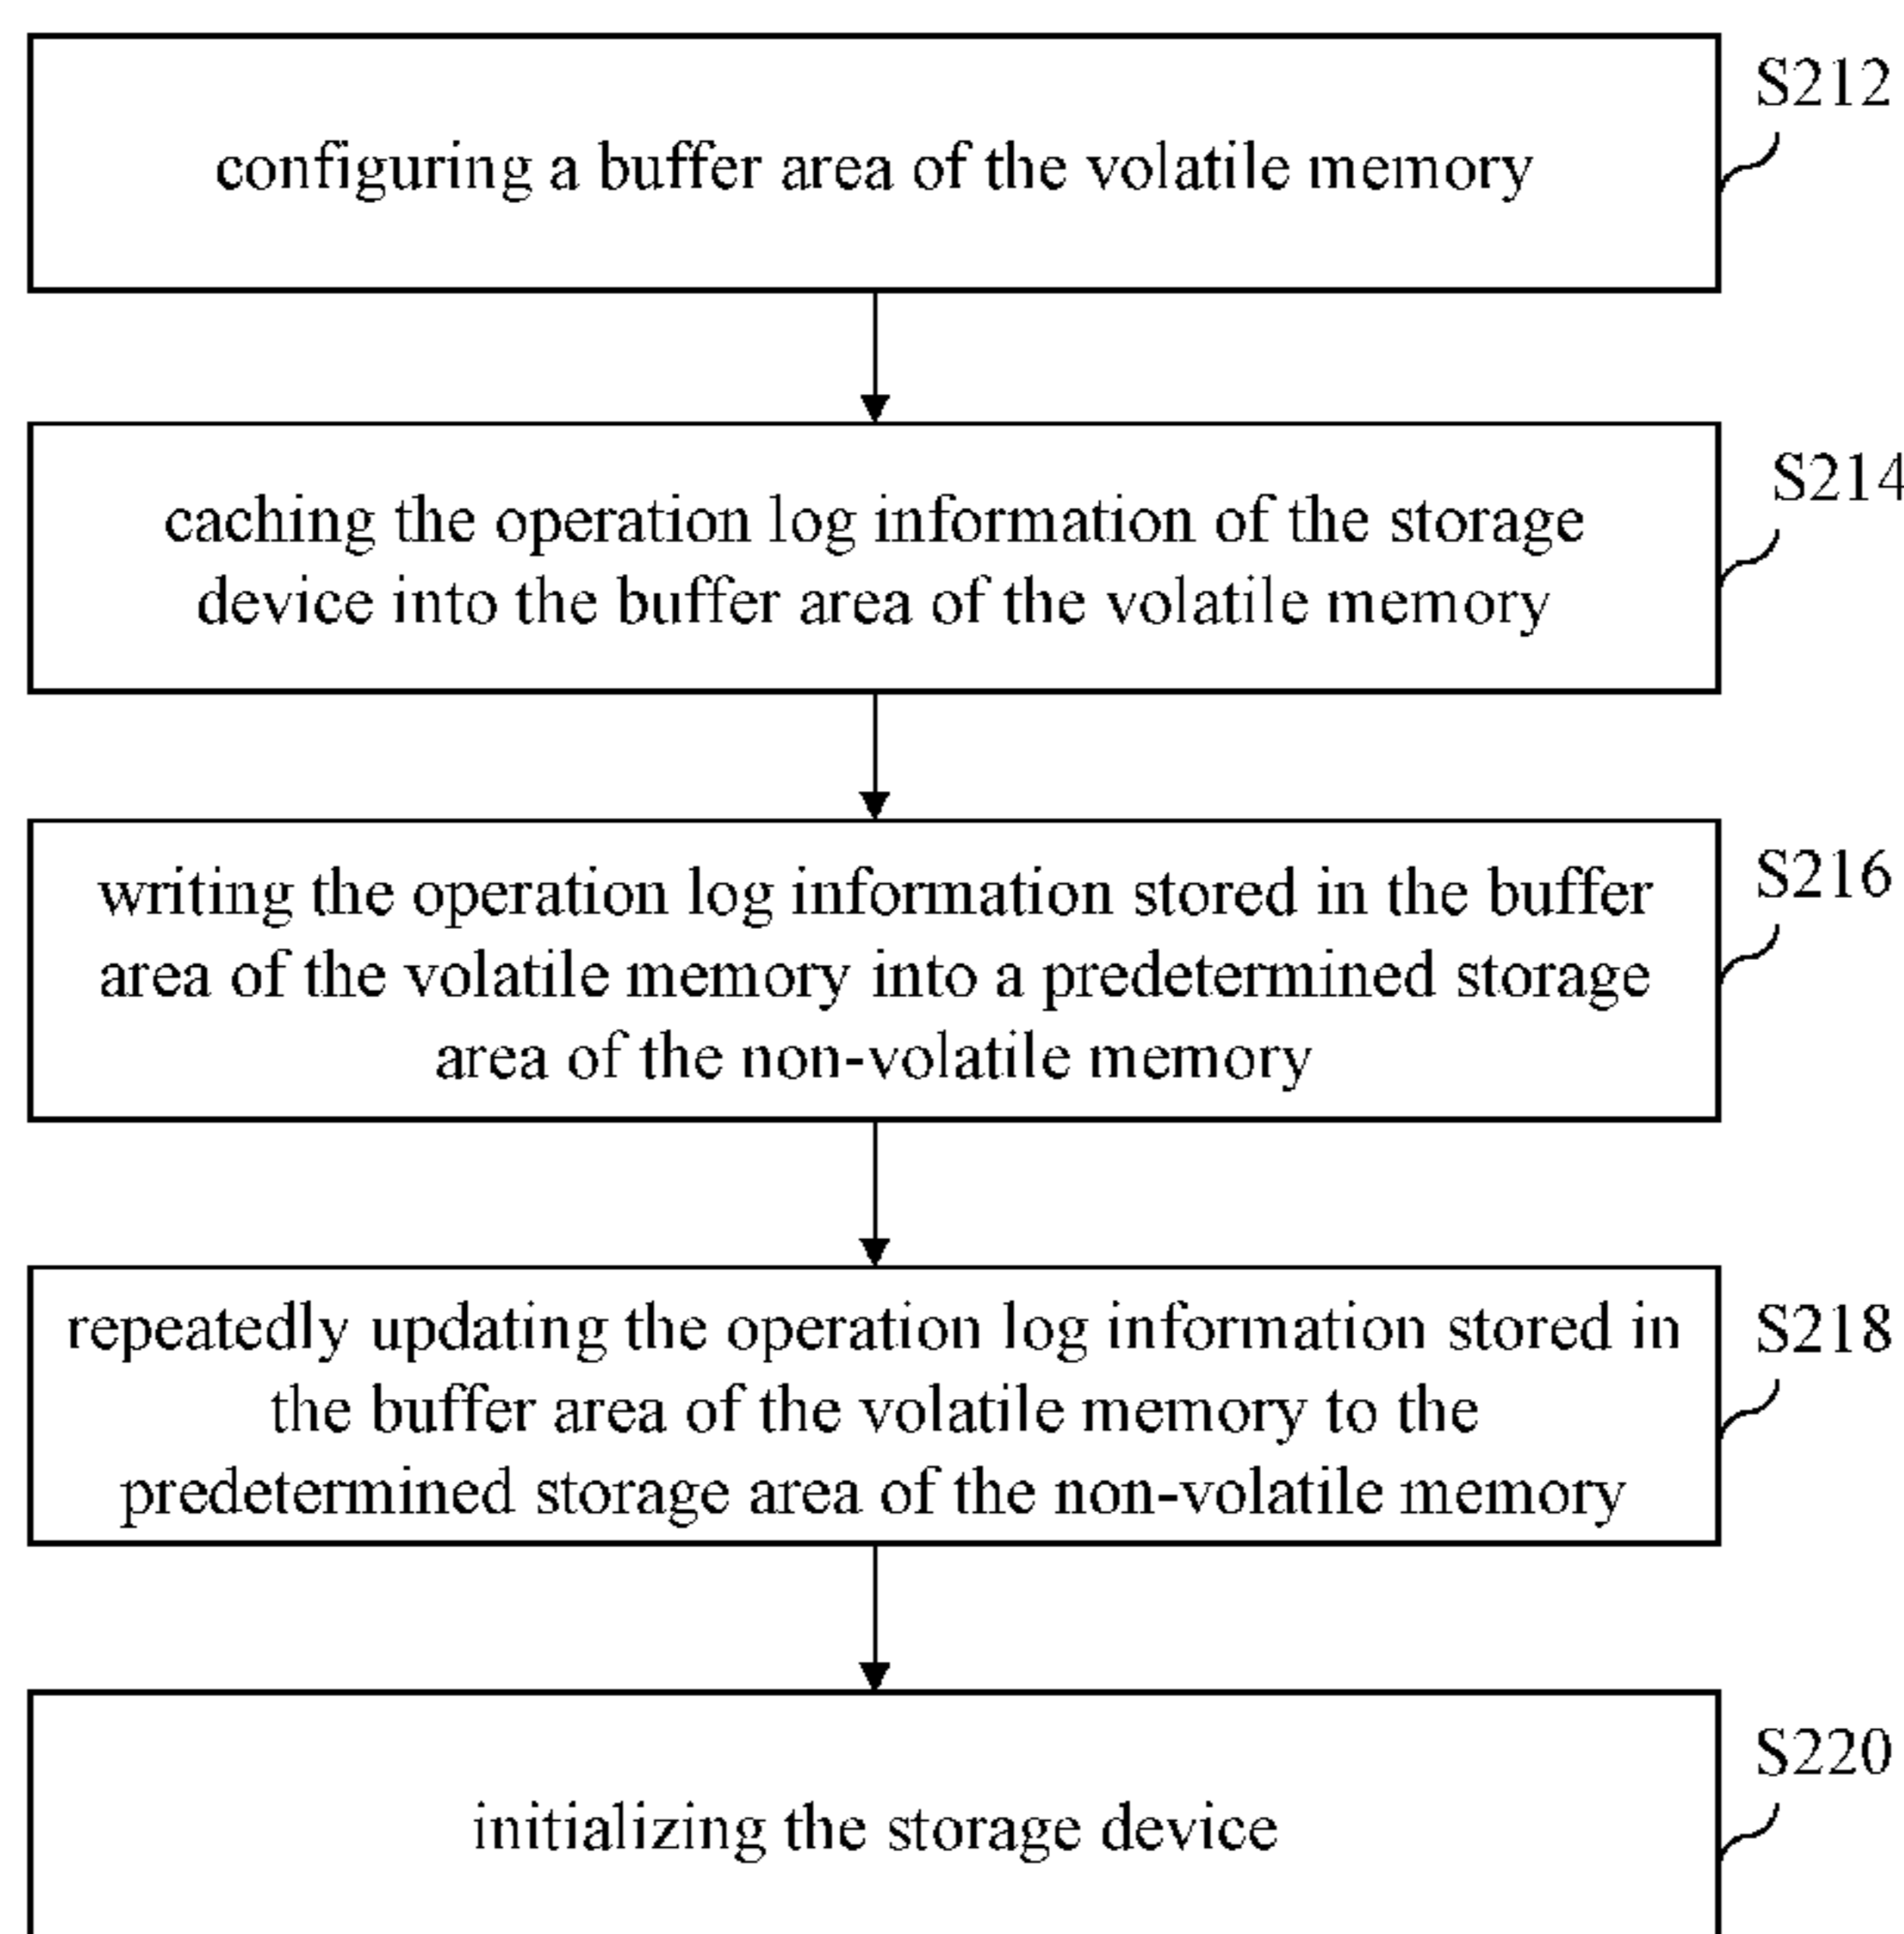 S212
configuring a buffer area of the volatile memory
S214
caching the operation log information of the storage
device into the buffer area of the volatile memory
S216
writing the operation log information stored in the buffer
area of the volatile memory into a predetermined storage
area of the non-volatile memory
S218
repeatedly updating the operation log information stored in
the buffer area of the volatile memory to the
predetermined storage area of the non-volatile memory
S220
initializing the storage device